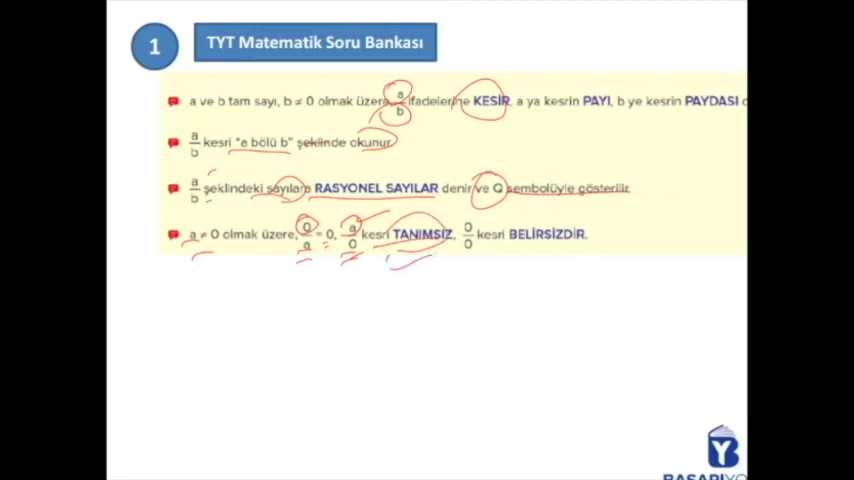 1 TYT Matematik Soru Bankası
a ve b tam sayı, b ≠ 0 olmak üzere, a/b ifadelerine KESİR, a ya kesrin PAYI, b ye kesrin PAYDASI
a/b kesri "a bölü b" şeklinde okunur.
a/b şeklindeki sayılara RASYONEL SAYILAR denir ve Q sembolüyle gösterilir.
a ≠ 0 olmak üzere, 0/a = 0, a/0 kesri TANIMSIZ, 0/0 kesri BELİRSİZDİR.
Y